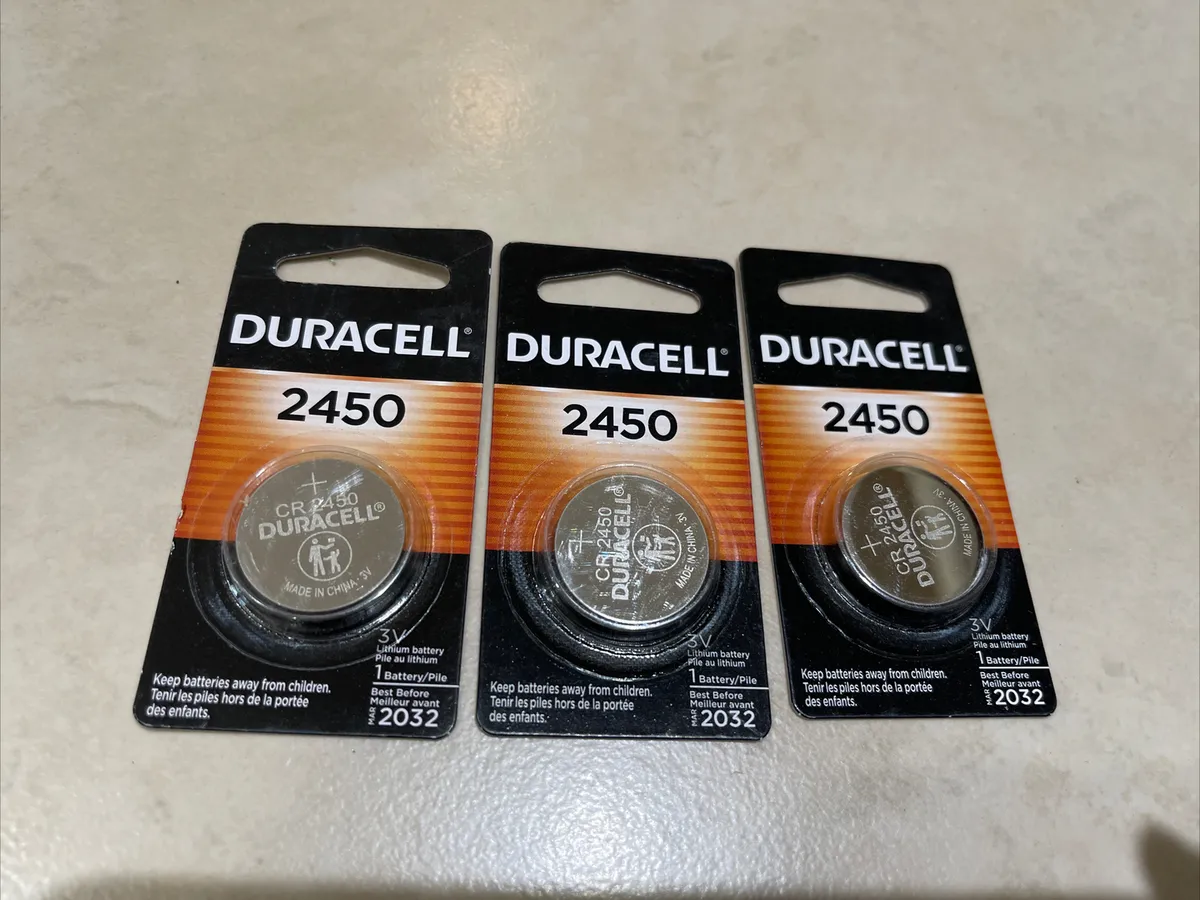 DURACELL®
2450
+
CR 2450
DURACELL®
MADE IN CHINA · 3V
3V
Lithium battery
Pile au lithium
1 Battery/Pile
Keep batteries away from children.
Tenir les piles hors de la portée
des enfants.
Best Before
Meilleur avant
MAR 2032
DURACELL®
2450
+
CR 2450
DURACELL®
MADE IN CHINA · 3V
3V
Lithium battery
Pile au lithium
1 Battery/Pile
Keep batteries away from children.
Tenir les piles hors de la portée
des enfants.
Best Before
Meilleur avant
MAR 2032
DURACELL®
2450
+
CR 2450
DURACELL®
MADE IN CHINA · 3V
3V
Lithium battery
Pile au lithium
1 Battery/Pile
Keep batteries away from children.
Tenir les piles hors de la portée
des enfants.
Best Before
Meilleur avant
MAR 2032